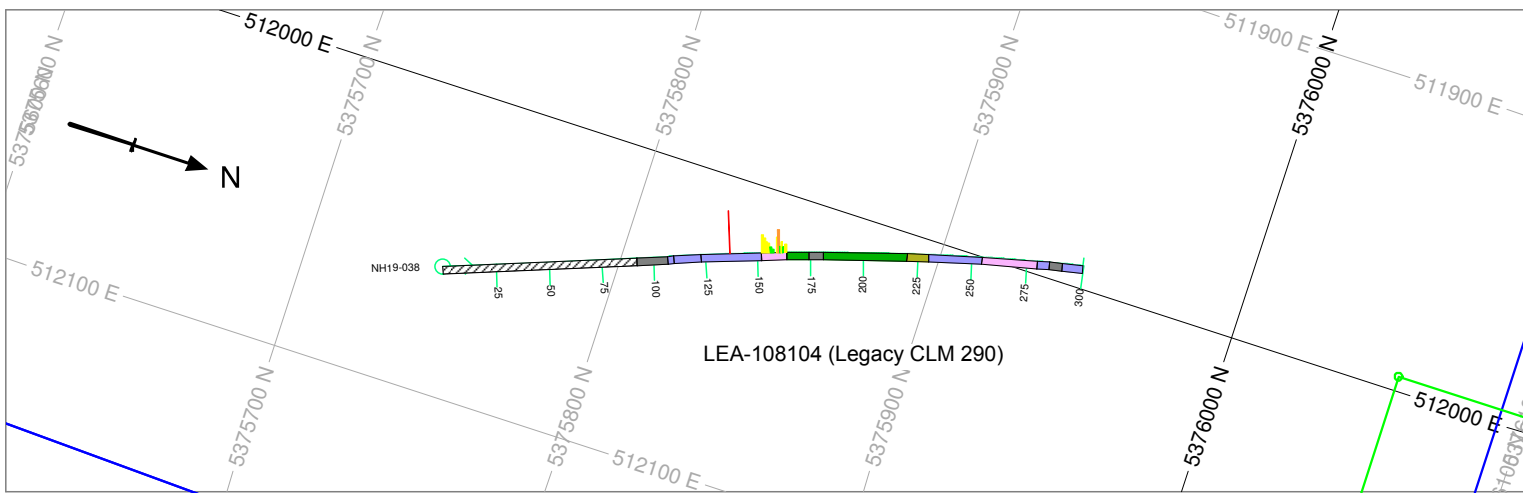 512000 E
5375700 N
5375800 N
5375900 N
5376000 N
511900 E
511900 E
N
NH19-038
25
50
75
100
125
150
175
200
225
250
275
300
512100 E
LEA-108104 (Legacy CLM 290)
5375700 N
5375800 N
5375900 N
5376000 N
512000 E
512100 E